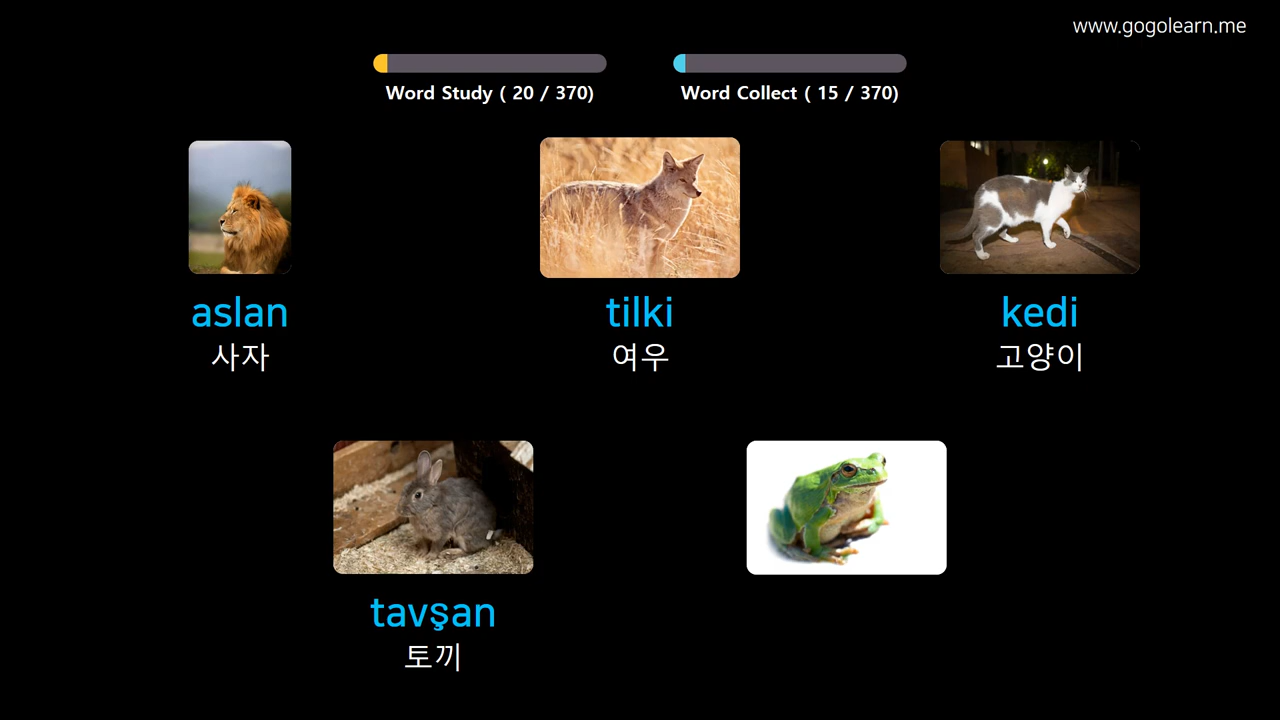 www.gogolearn.me
Word Study ( 20 / 370)
Word Collect ( 15 / 370)
aslan
사자
tilki
여우
kedi
고양이
tavşan
토끼